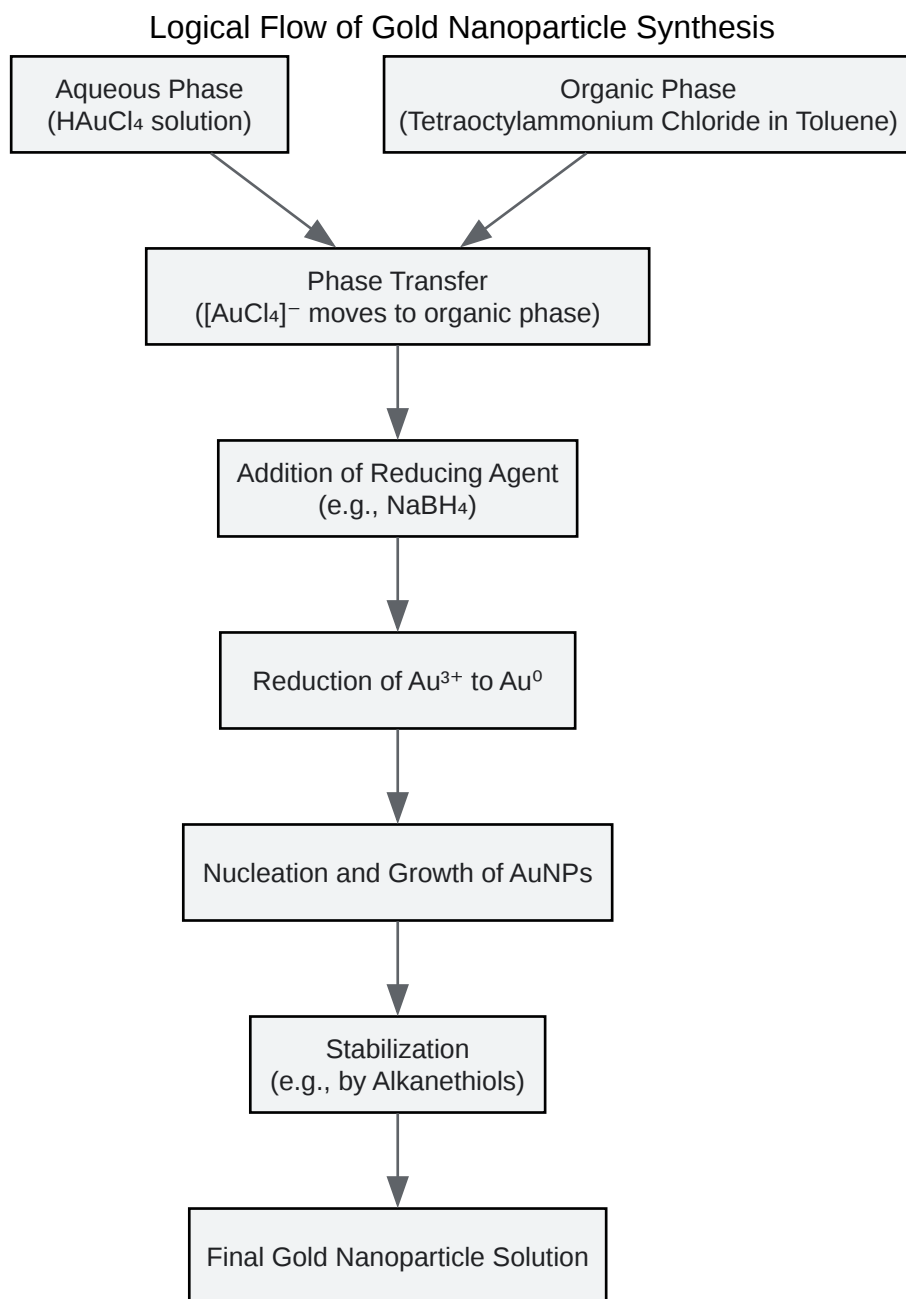 Logical Flow of Gold Nanoparticle Synthesis
Aqueous Phase
(HAuCl₄ solution)
Organic Phase
(Tetraoctylammonium Chloride in Toluene)
Phase Transfer
([AuCl₄]⁻ moves to organic phase)
Addition of Reducing Agent
(e.g., NaBH₄)
Reduction of Au³⁺ to Au⁰
Nucleation and Growth of AuNPs
Stabilization
(e.g., by Alkanethiols)
Final Gold Nanoparticle Solution